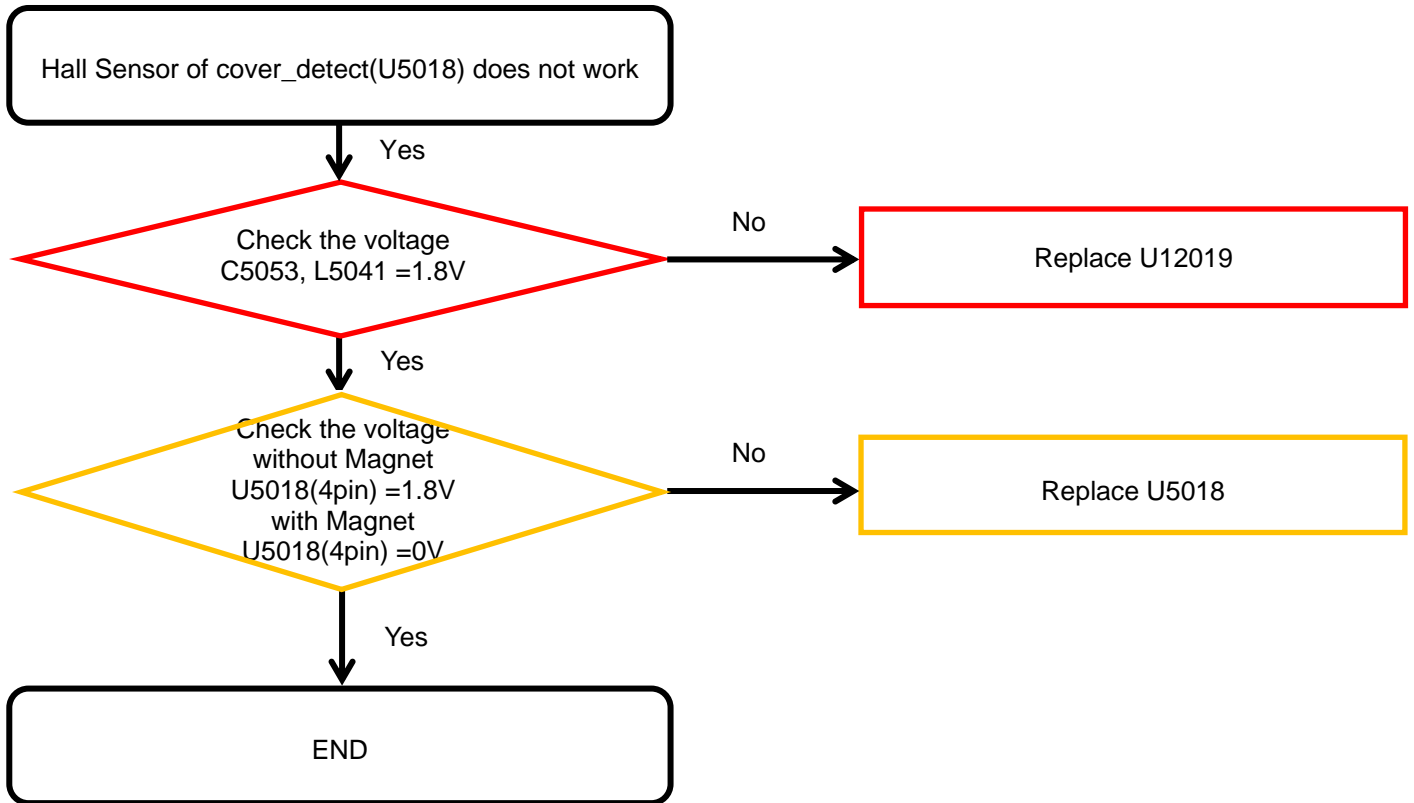 Hall Sensor of cover_detect(U5018) does not work
Yes
Check the voltage
C5053, L5041 =1.8V
No
Replace U12019
Yes
Check the voltage
without Magnet
U5018(4pin) =1.8V
with Magnet
U5018(4pin) =0V
No
Replace U5018
Yes
END